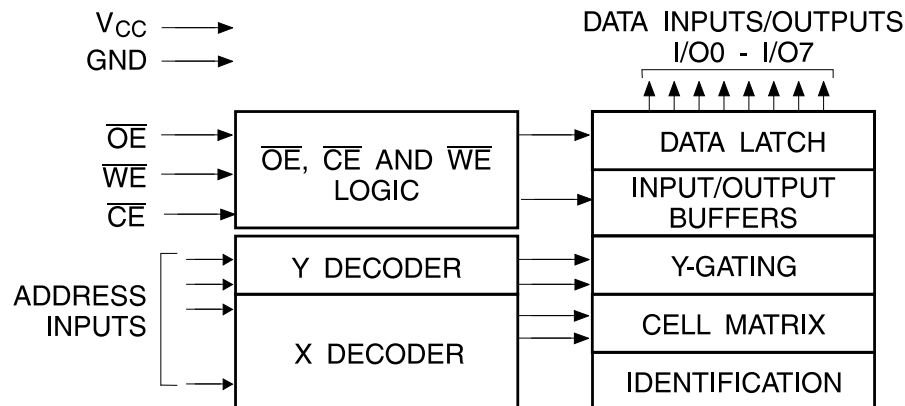 VCC
GND
DATA INPUTS/OUTPUTS
I/O0 - I/O7
OE
WE
CE
OE, CE AND WE
LOGIC
DATA LATCH
INPUT/OUTPUT
BUFFERS
ADDRESS
INPUTS
Y DECODER
Y-GATING
X DECODER
CELL MATRIX
IDENTIFICATION